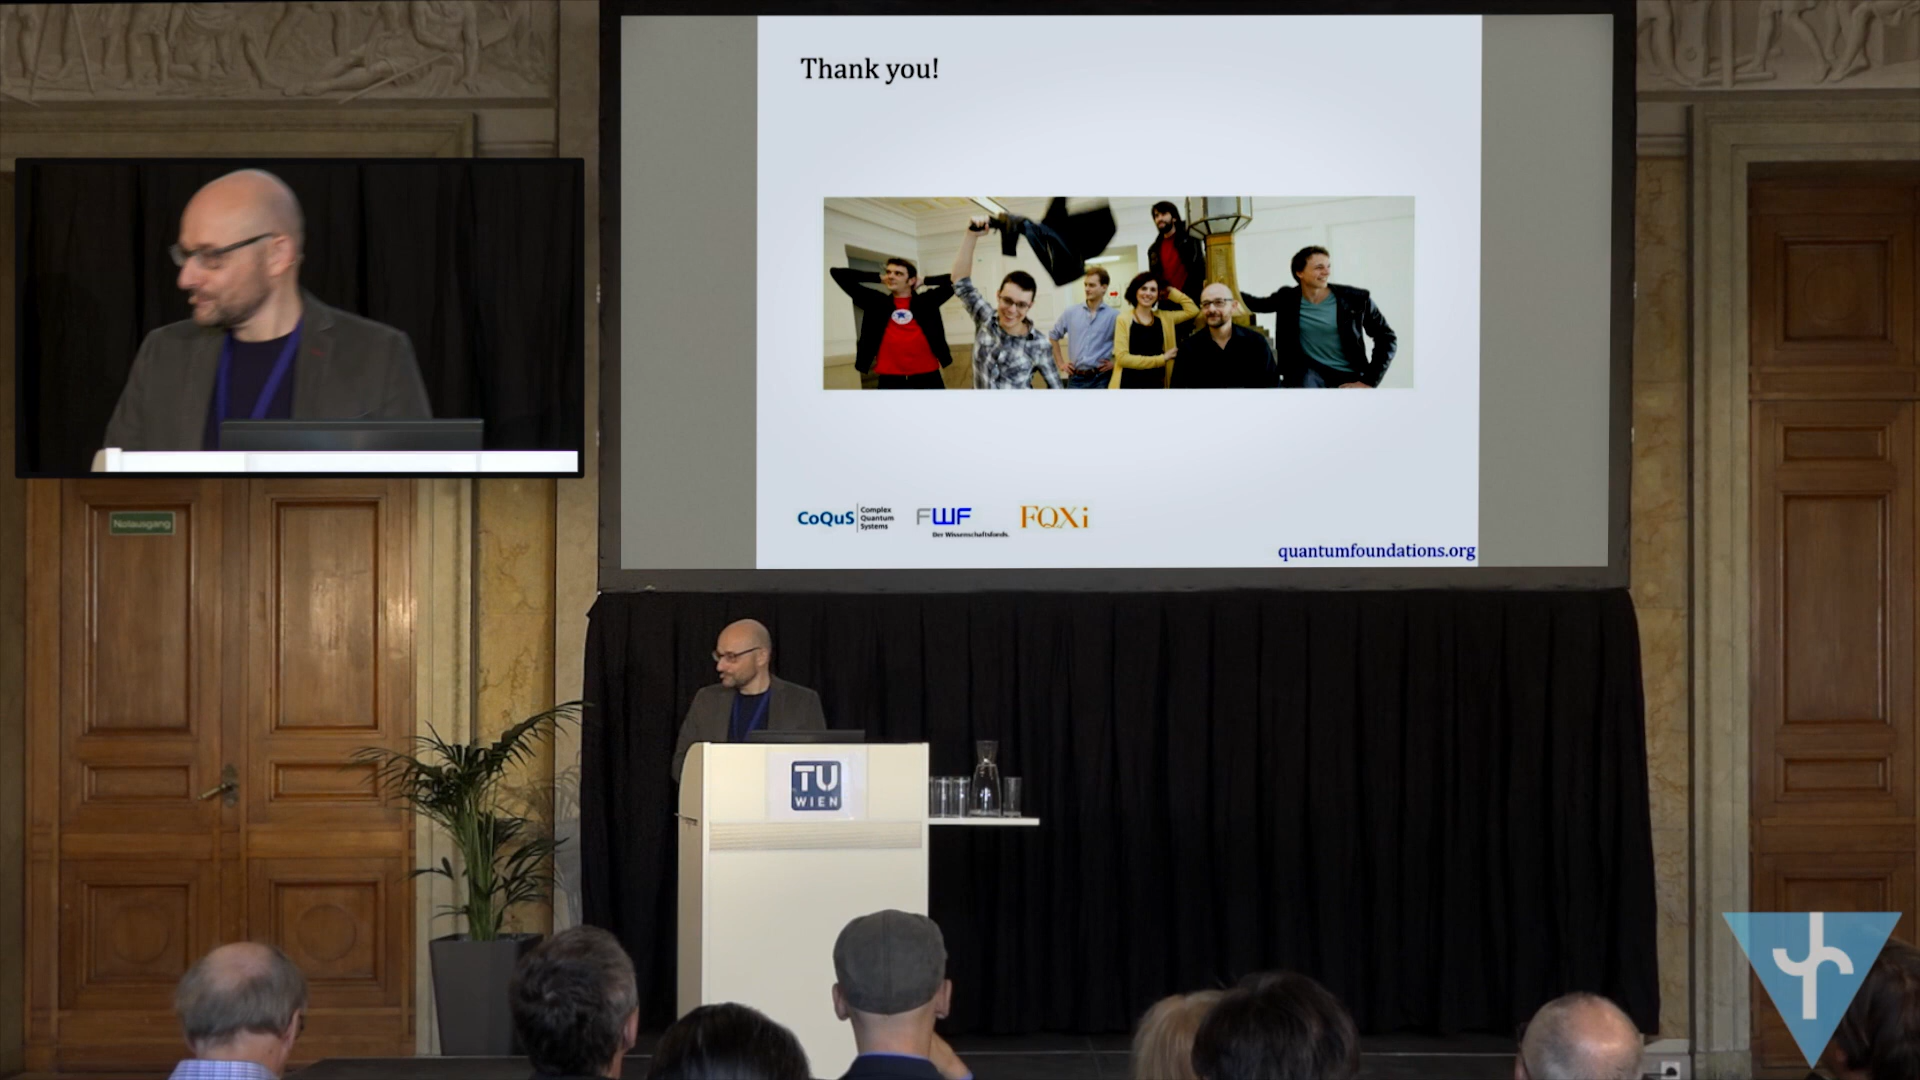 Thank you!
Notausgang
CoQuS
Complex
Quantum
Systems
FWF
Der Wissenschaftsfonds.
FQXi
quantumfoundations.org
TU
WIEN